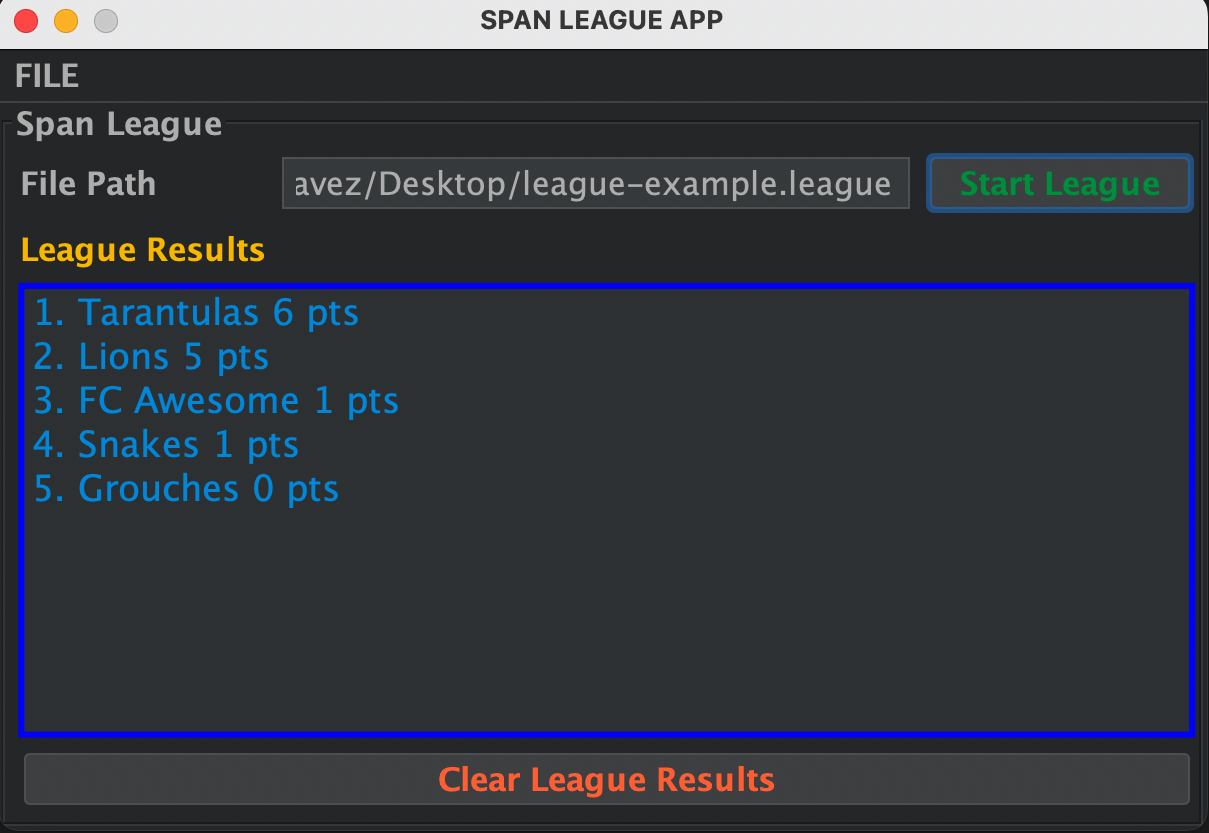 SPAN LEAGUE APP
FILE
Span League
File Path avez/Desktop/league-example.league Start League
League Results
1. Tarantulas 6 pts
2. Lions 5 pts
3. FC Awesome 1 pts
4. Snakes 1 pts
5. Grouches 0 pts
Clear League Results